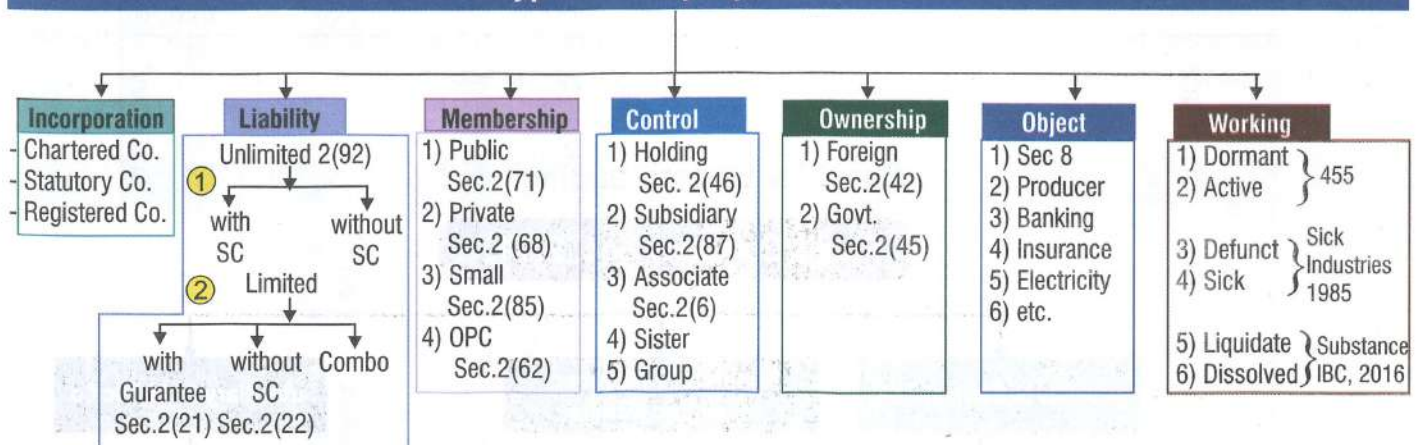 Incorporation
Chartered Co.
Statutory Co.
Registered Co.
Liability
Unlimited 2(92)
1
with
SC
without
SC
2
Limited
with
Gurantee
Sec.2(21)
without
SC
Sec.2(22)
Combo
Membership
1) Public
Sec.2(71)
2) Private
Sec.2 (68)
3) Small
Sec.2(85)
4) OPC
Sec.2(62)
Control
1) Holding
Sec. 2(46)
2) Subsidiary
Sec.2(87)
3) Associate
Sec.2(6)
4) Sister
5) Group
Ownership
1) Foreign
Sec.2(42)
2) Govt.
Sec.2(45)
Object
1) Sec 8
2) Producer
3) Banking
4) Insurance
5) Electricity
6) etc.
Working
1) Dormant
2) Active
455
3) Defunct
4) Sick
Sick
Industries
1985
5) Liquidate
6) Dissolved
Substance
IBC, 2016